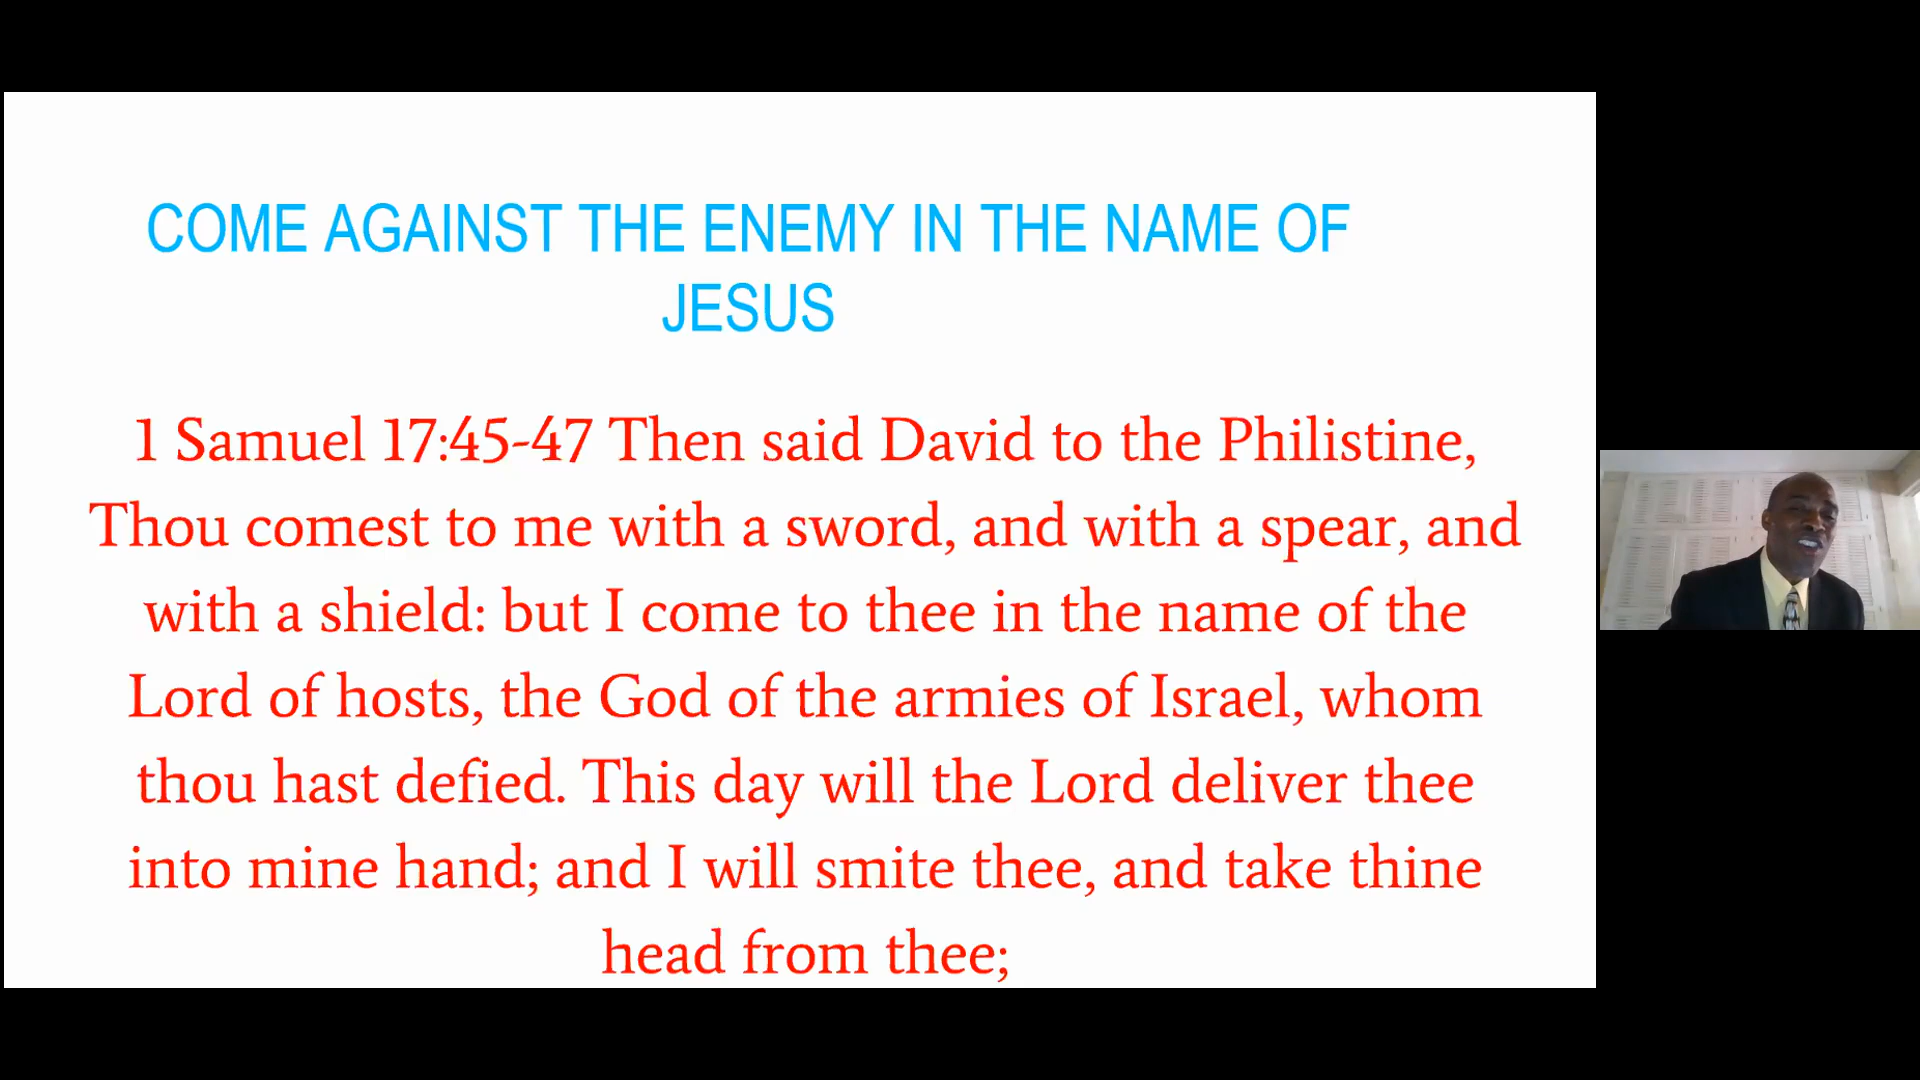 COME AGAINST THE ENEMY IN THE NAME OF
JESUS
1 Samuel 17:45-47 Then said David to the Philistine,
Thou comest to me with a sword, and with a spear, and
with a shield: but I come to thee in the name of the
Lord of hosts, the God of the armies of Israel, whom
thou hast defied. This day will the Lord deliver thee
into mine hand; and I will smite thee, and take thine
head from thee;